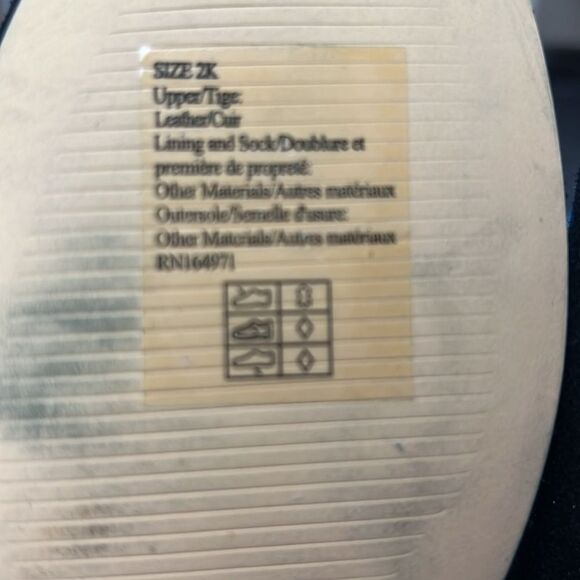 SIZE 2K
Upper/Tige:
Leather/Cuir
Lining and Sock/Doublure et
première de propreté:
Other Materials/Autres matériaux
Outersole/Semelle d'usure:
Other Materials/Autres matériaux
RN164971